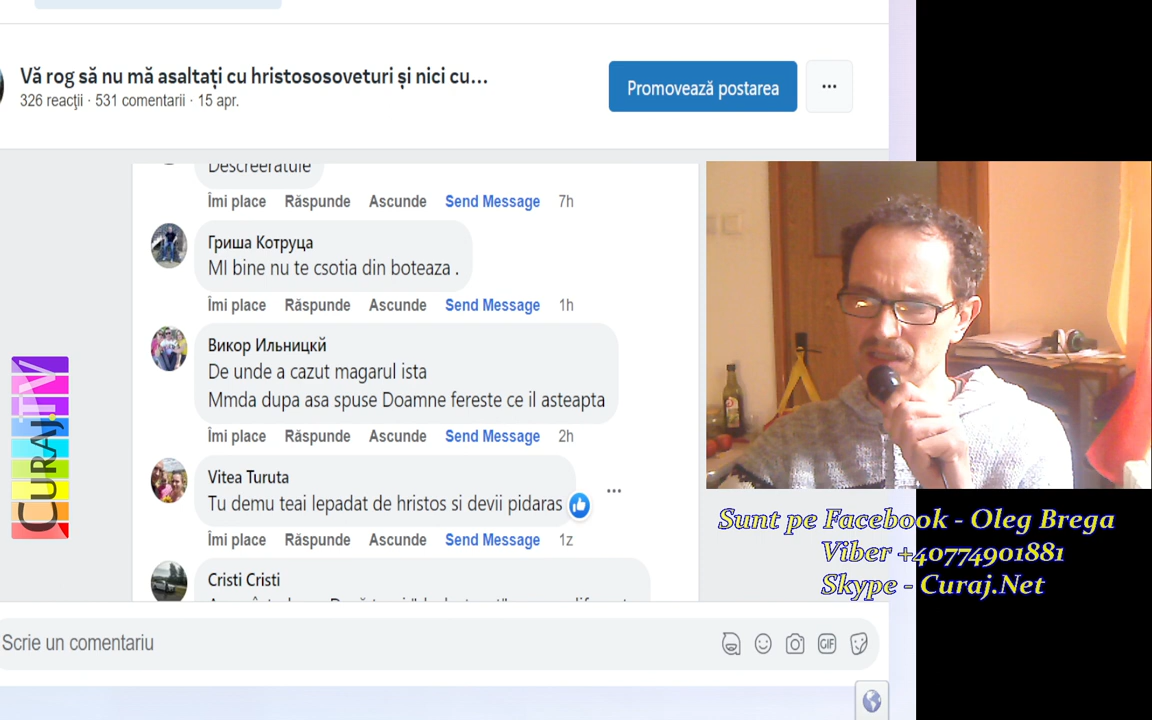 Vă rog să nu mă asaltați cu hristososoveturi și nici cu...
326 reacții · 531 comentarii · 15 apr.
Promovează postarea
Descreeratule
Îmi place Răspunde Ascunde Send Message 7h
Гриша Котруца
MI bine nu te csotia din boteaza .
Îmi place Răspunde Ascunde Send Message 1h
Викор Ильницкй
De unde a cazut magarul ista
Mmda dupa asa spuse Doamne fereste ce il asteapta
Îmi place Răspunde Ascunde Send Message 2h
Vitea Turuta
Tu demu teai lepadat de hristos si devii pidaras
Îmi place Răspunde Ascunde Send Message 1z
Cristi Cristi
Scrie un comentariu
GIF
CURAJ.TV
Sunt pe Facebook - Oleg Brega
Viber +40774901881
Skype - Curaj.Net